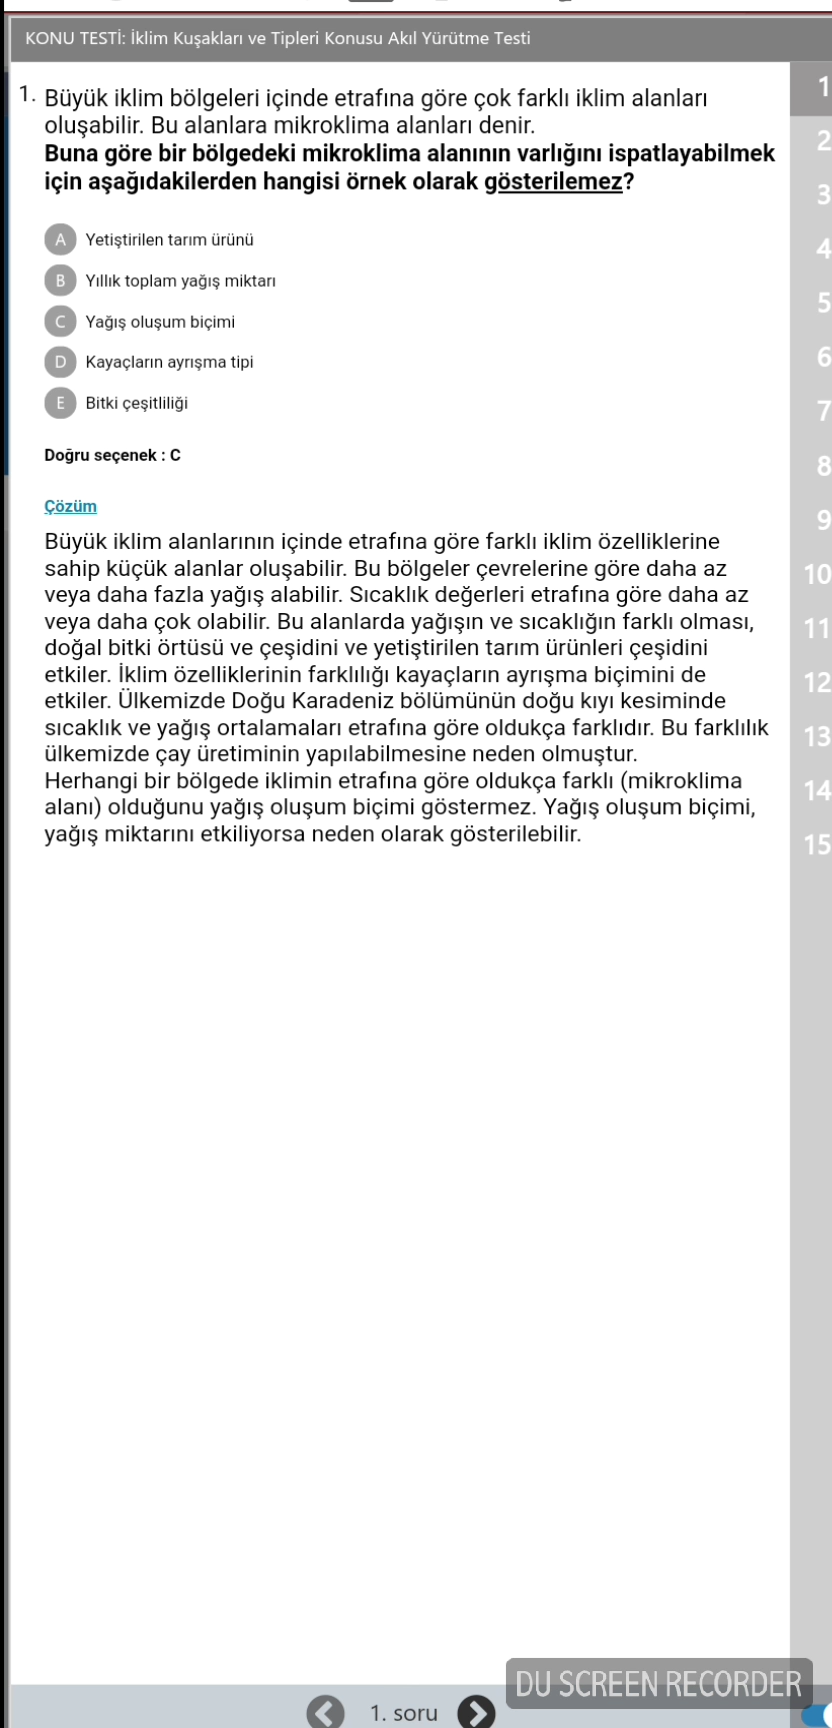 KONU TESTİ: İklim Kuşakları ve Tipleri Konusu Akıl Yürütme Testi
1. Büyük iklim bölgeleri içinde etrafına göre çok farklı iklim alanları
oluşabilir. Bu alanlara mikroklima alanları denir.
Buna göre bir bölgedeki mikroklima alanının varlığını ispatlayabilmek
için aşağıdakilerden hangisi örnek olarak gösterilemez?
A Yetiştirilen tarım ürünü
B Yıllık toplam yağış miktarı
C Yağış oluşum biçimi
D Kayaçların ayrışma tipi
E Bitki çeşitliliği
Doğru seçenek : C
Çözüm
Büyük iklim alanlarının içinde etrafına göre farklı iklim özelliklerine
sahip küçük alanlar oluşabilir. Bu bölgeler çevrelerine göre daha az
veya daha fazla yağış alabilir. Sıcaklık değerleri etrafına göre daha az
veya daha çok olabilir. Bu alanlarda yağışın ve sıcaklığın farklı olması,
doğal bitki örtüsü ve çeşidini ve yetiştirilen tarım ürünleri çeşidini
etkiler. İklim özelliklerinin farklılığı kayaçların ayrışma biçimini de
etkiler. Ülkemizde Doğu Karadeniz bölümünün doğu kıyı kesiminde
sıcaklık ve yağış ortalamaları etrafına göre oldukça farklıdır. Bu farklılık
ülkemizde çay üretiminin yapılabilmesine neden olmuştur.
Herhangi bir bölgede iklimin etrafına göre oldukça farklı (mikroklima
alanı) olduğunu yağış oluşum biçimi göstermez. Yağış oluşum biçimi,
yağış miktarını etkiliyorsa neden olarak gösterilebilir.
1
2
3
4
5
6
7
8
9
10
11
12
13
14
15
DU SCREEN RECORDER
1. soru